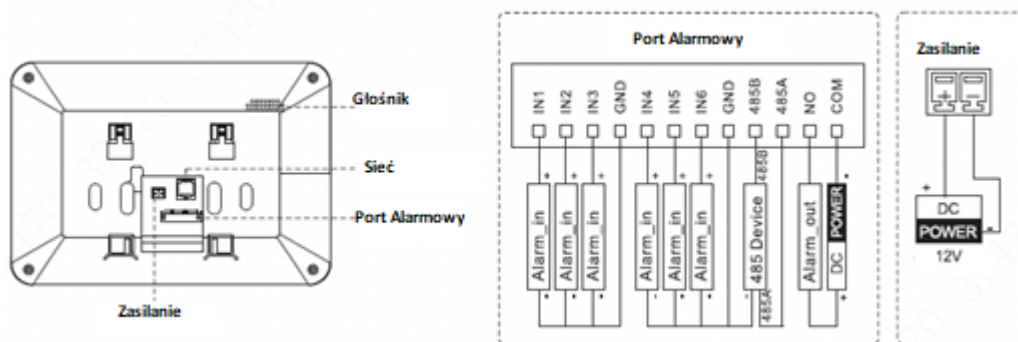 Głośnik
Sieć
Port Alarmowy
Zasilanie
Port Alarmowy
IN1
IN2
IN3
GND
IN4
IN5
IN6
GND
485B
485A
NO
COM
+
+
+
+
+
+
485B
+
-
Alarm_in
Alarm_in
Alarm_in
Alarm_in
Alarm_in
Alarm_in
485 Device
Alarm_out
DC POWER
-
-
-
-
-
-
-
485A
-
+
Zasilanie
+ -
+
DC
POWER
-
12V